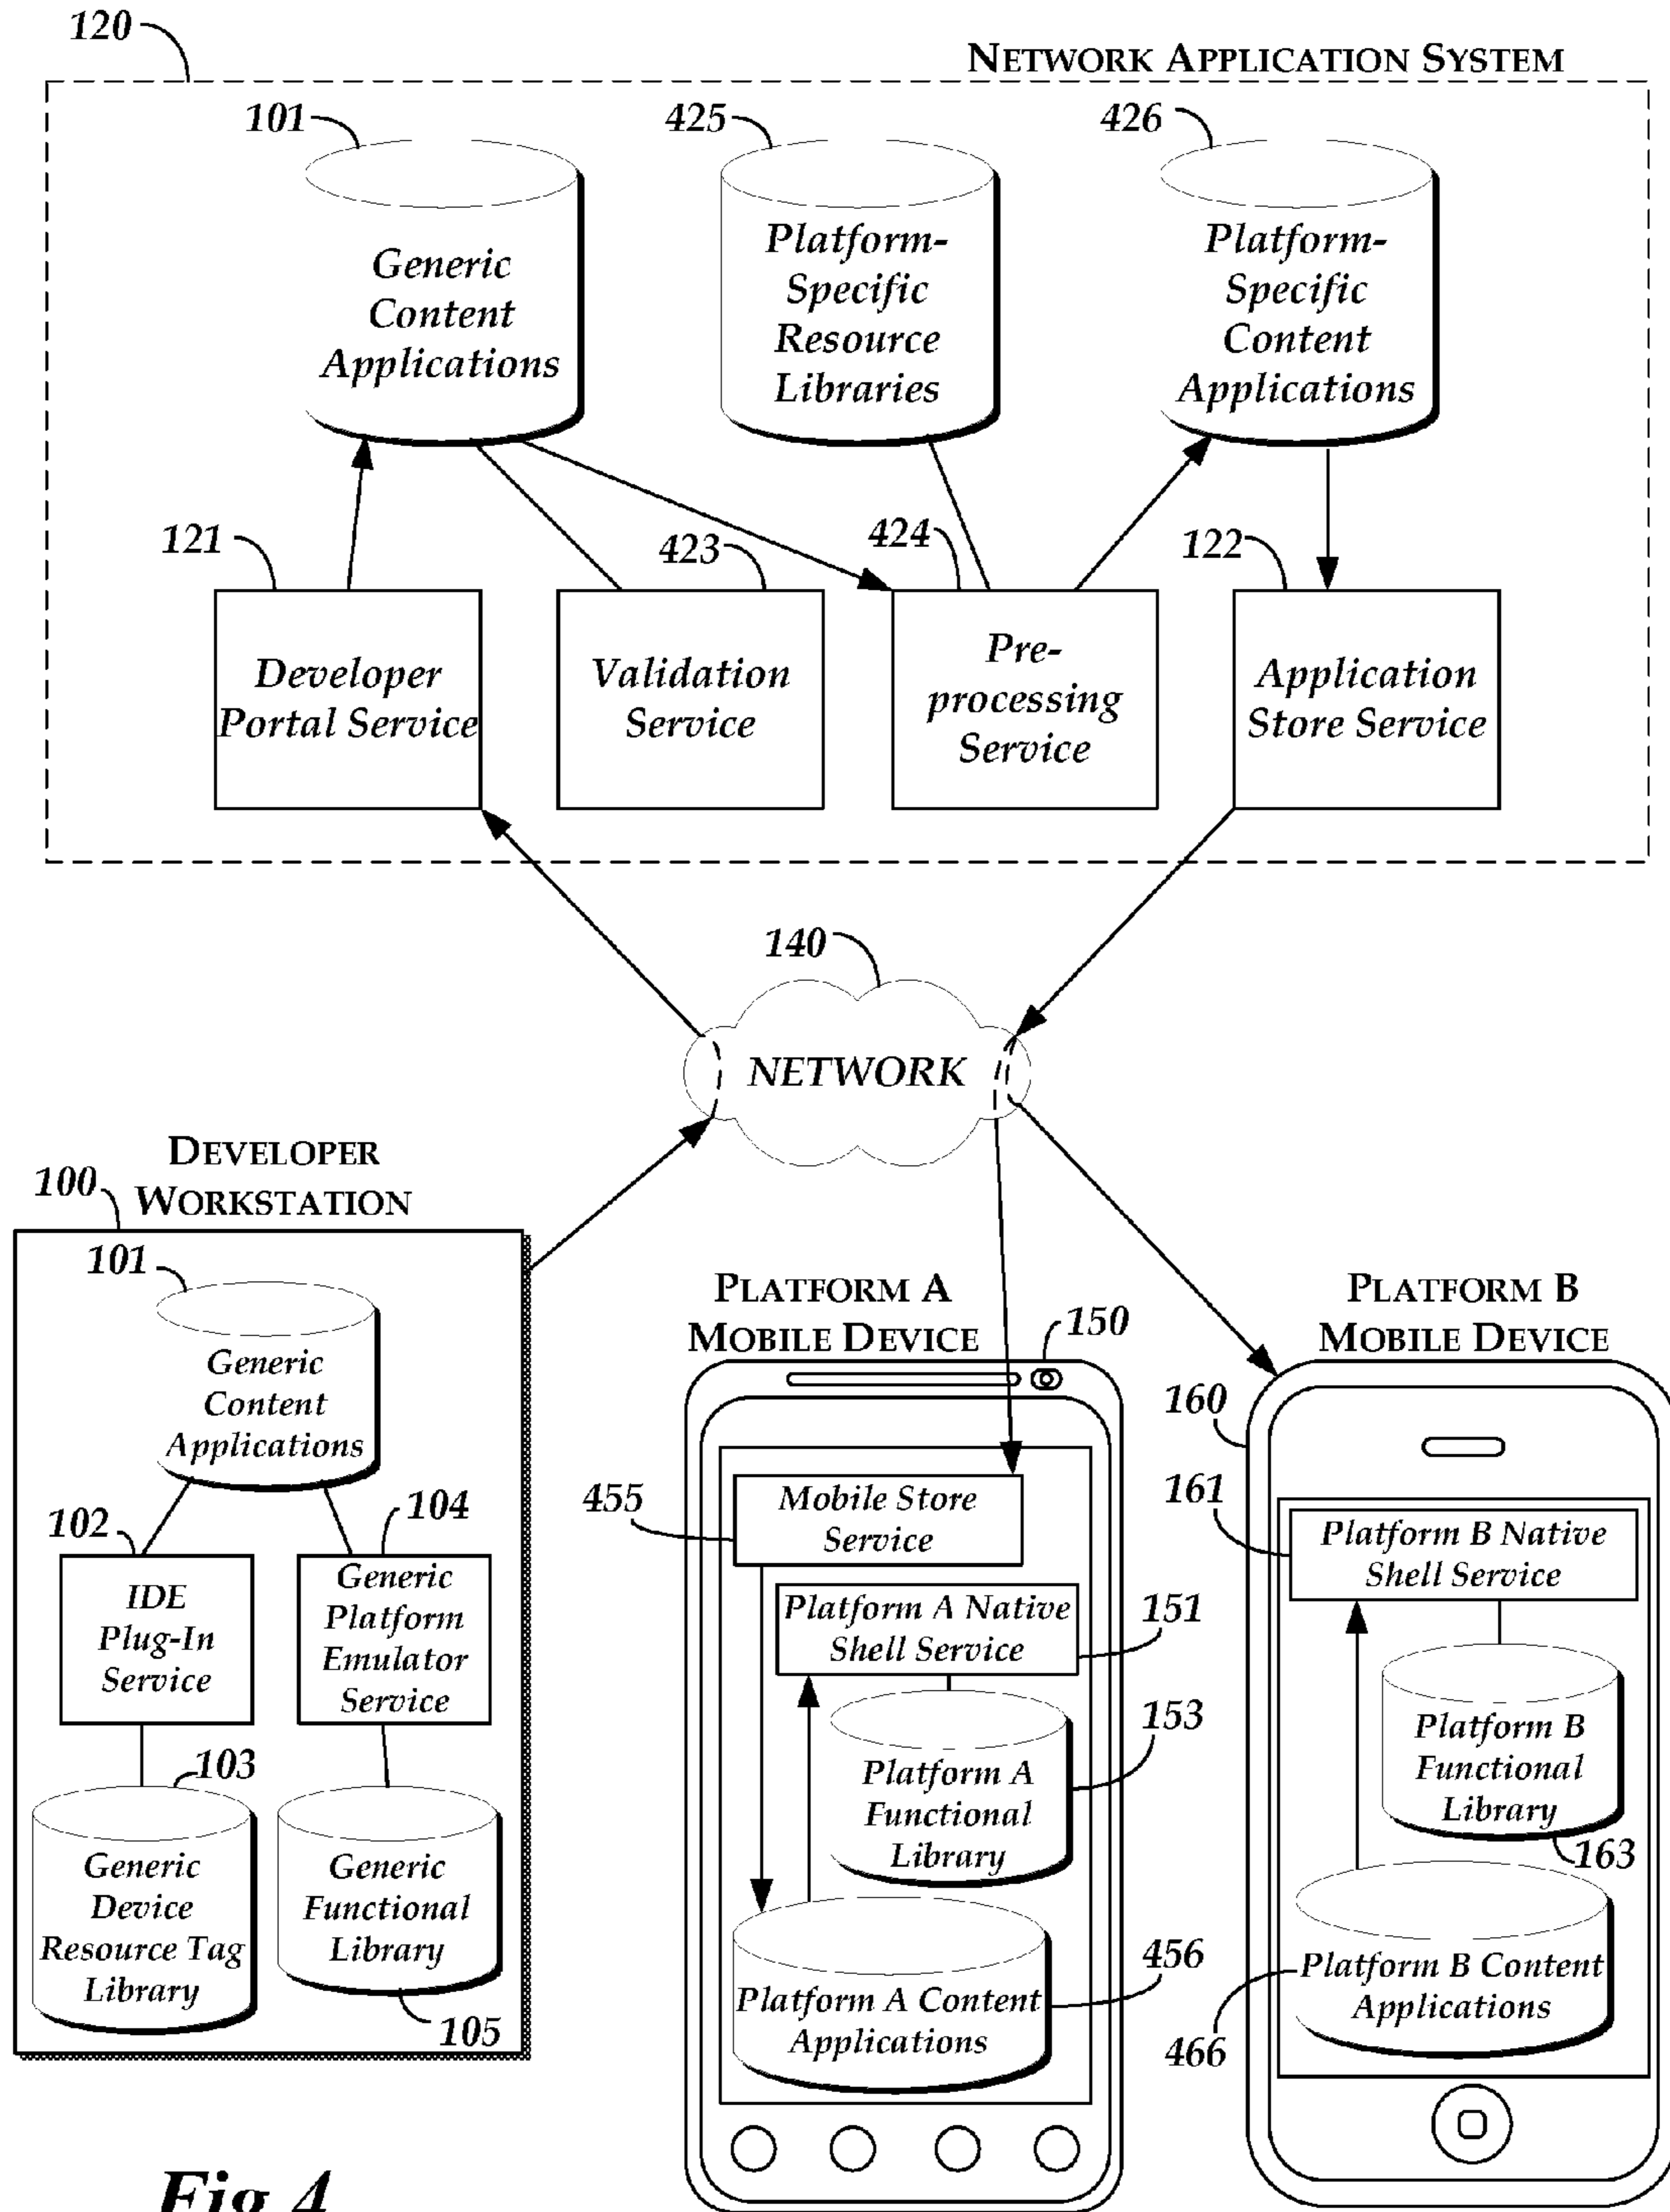 120
NETWORK APPLICATION SYSTEM
101
425
426
Generic
Content
Applications
Platform-
Specific
Resource
Libraries
Platform-
Specific
Content
Applications
121
423
424
122
Developer
Portal Service
Validation
Service
Pre-
processing
Service
Application
Store Service
140
NETWORK
DEVELOPER
WORKSTATION
100
101
Generic
Content
Applications
102
104
IDE
Plug-In
Service
Generic
Platform
Emulator
Service
103
Generic
Device
Resource Tag
Library
Generic
Functional
Library
105
PLATFORM A
MOBILE DEVICE
150
455
Mobile Store
Service
Platform A Native
Shell Service
151
153
Platform A
Functional
Library
456
Platform A Content
Applications
PLATFORM B
MOBILE DEVICE
160
161
Platform B Native
Shell Service
Platform B
Functional
Library
163
Platform B Content
Applications
466
Fig.4